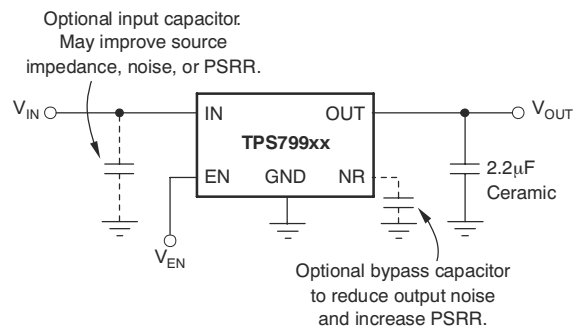 Optional input capacitor.
May improve source
impedance, noise, or PSRR.
V_IN
IN
OUT
V_OUT
TPS799xx
EN
GND
NR
2.2μF
Ceramic
V_EN
Optional bypass capacitor
to reduce output noise
and increase PSRR.